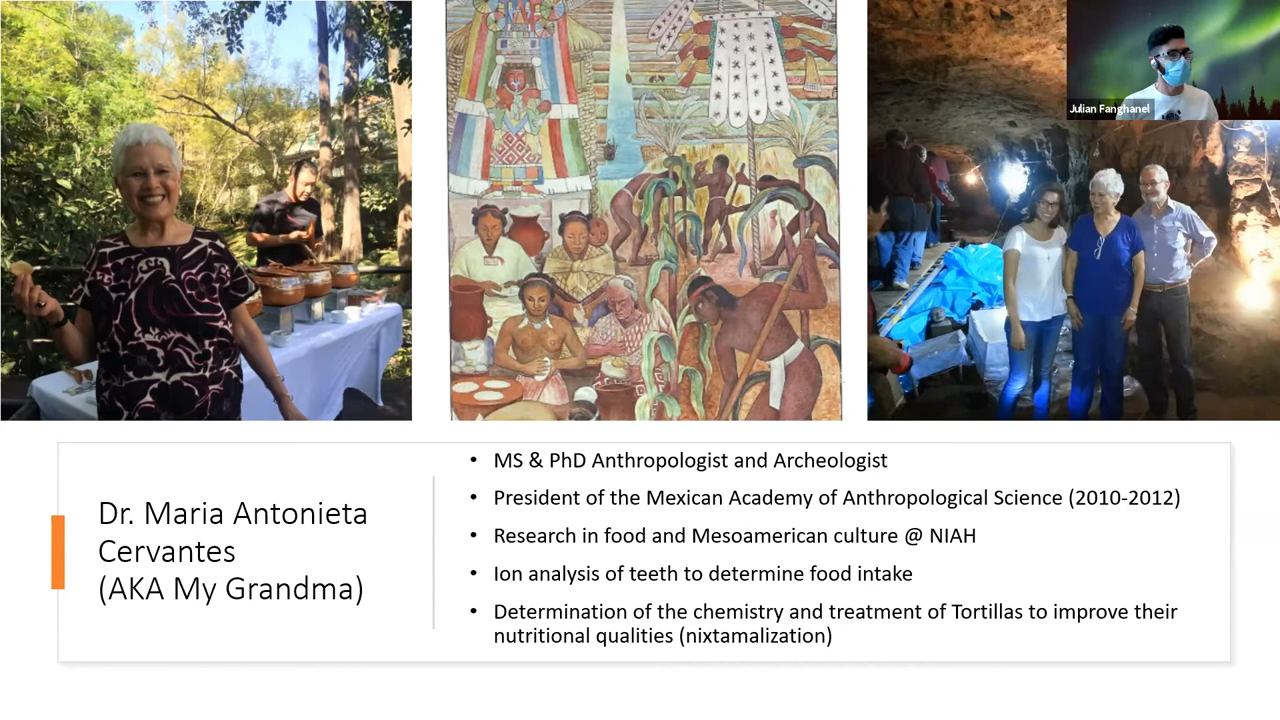 Julian Fanghanel
Dr. Maria Antonieta
Cervantes
(AKA My Grandma)
• MS & PhD Anthropologist and Archeologist
• President of the Mexican Academy of Anthropological Science (2010-2012)
• Research in food and Mesoamerican culture @ NIAH
• Ion analysis of teeth to determine food intake
• Determination of the chemistry and treatment of Tortillas to improve their
nutritional qualities (nixtamalization)